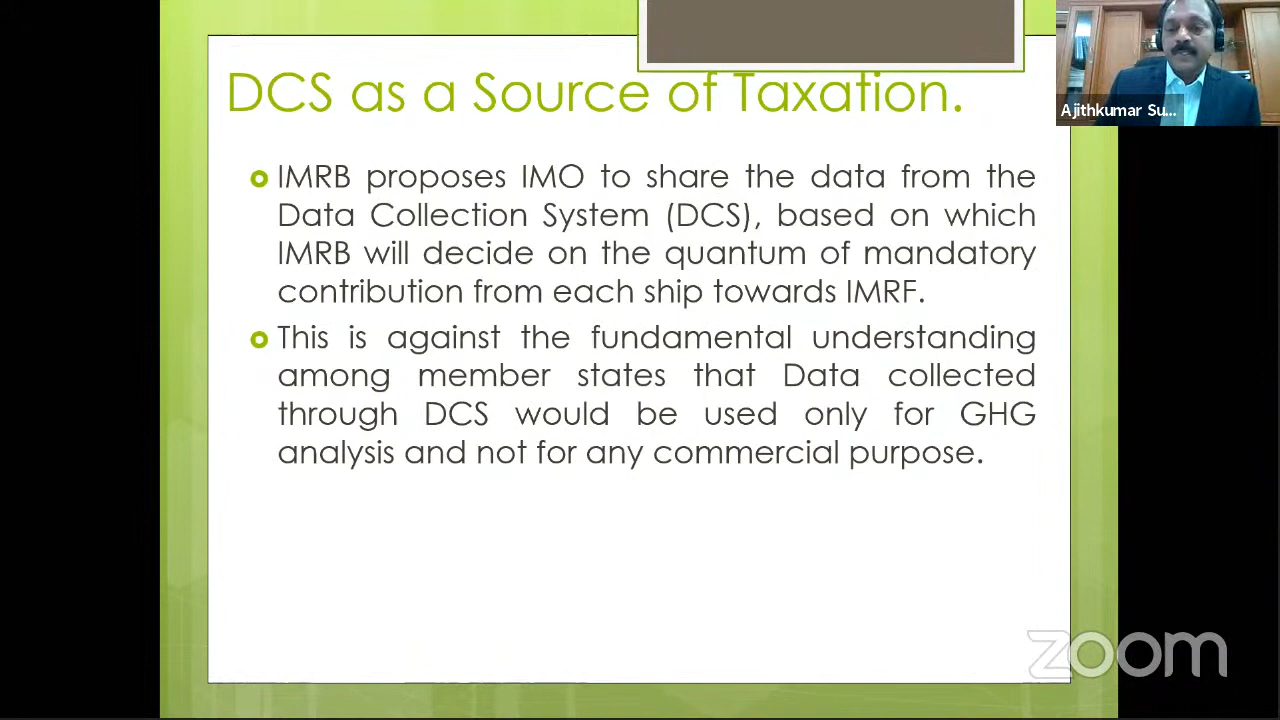 DCS as a Source of Taxation.
Ajithkumar Su...
IMRB proposes IMO to share the data from the
Data Collection System (DCS), based on which
IMRB will decide on the quantum of mandatory
contribution from each ship towards IMRF.
This is against the fundamental understanding
among member states that Data collected
through DCS would be used only for GHG
analysis and not for any commercial purpose.
zoom